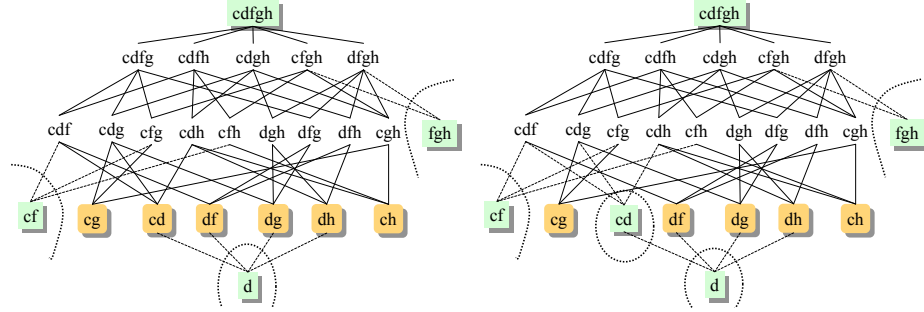 cdfgh
cdfg cdfh cdgh cfgh dfgh
cdf cdg cfg cdh cfh dgh dfg dfh cgh fgh
cf cg cd df dg dh ch
d
cdfgh
cdfg cdfh cdgh cfgh dfgh
cdf cdg cfg cdh cfh dgh dfg dfh cgh fgh
cf cg cd df dg dh ch
d